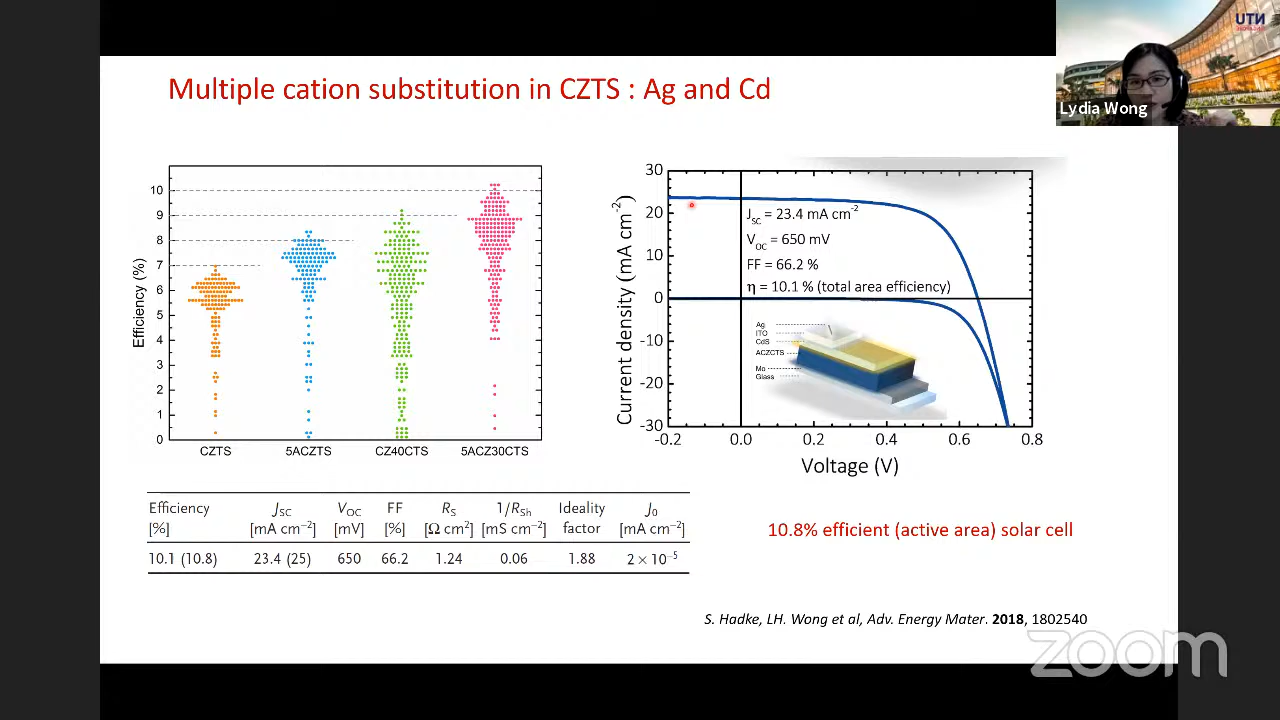 Multiple cation substitution in CZTS : Ag and Cd
UTN
Lydia Wong
Efficiency (%)
10
9
8
7
6
5
4
3
2
1
0
CZTS
5ACZTS
CZ40CTS
5ACZ30CTS
Current density (mA cm⁻²)
30
20
10
0
-10
-20
-30
-0.2
0.0
0.2
0.4
0.6
0.8
Voltage (V)
JSC = 23.4 mA cm⁻²
VOC = 650 mV
FF = 66.2 %
η = 10.1 % (total area efficiency)
Ag
ITO
CdS
ACZCTS
Mo
Glass
Efficiency JSC VOC FF RS 1/RSh Ideality J0
[%] [mA cm⁻²] [mV] [%] [Ω cm²] [mS cm⁻²] factor [mA cm⁻²]
10.1 (10.8) 23.4 (25) 650 66.2 1.24 0.06 1.88 2 × 10⁻⁵
10.8% efficient (active area) solar cell
S. Hadke, LH. Wong et al, Adv. Energy Mater. 2018, 1802540
zoom